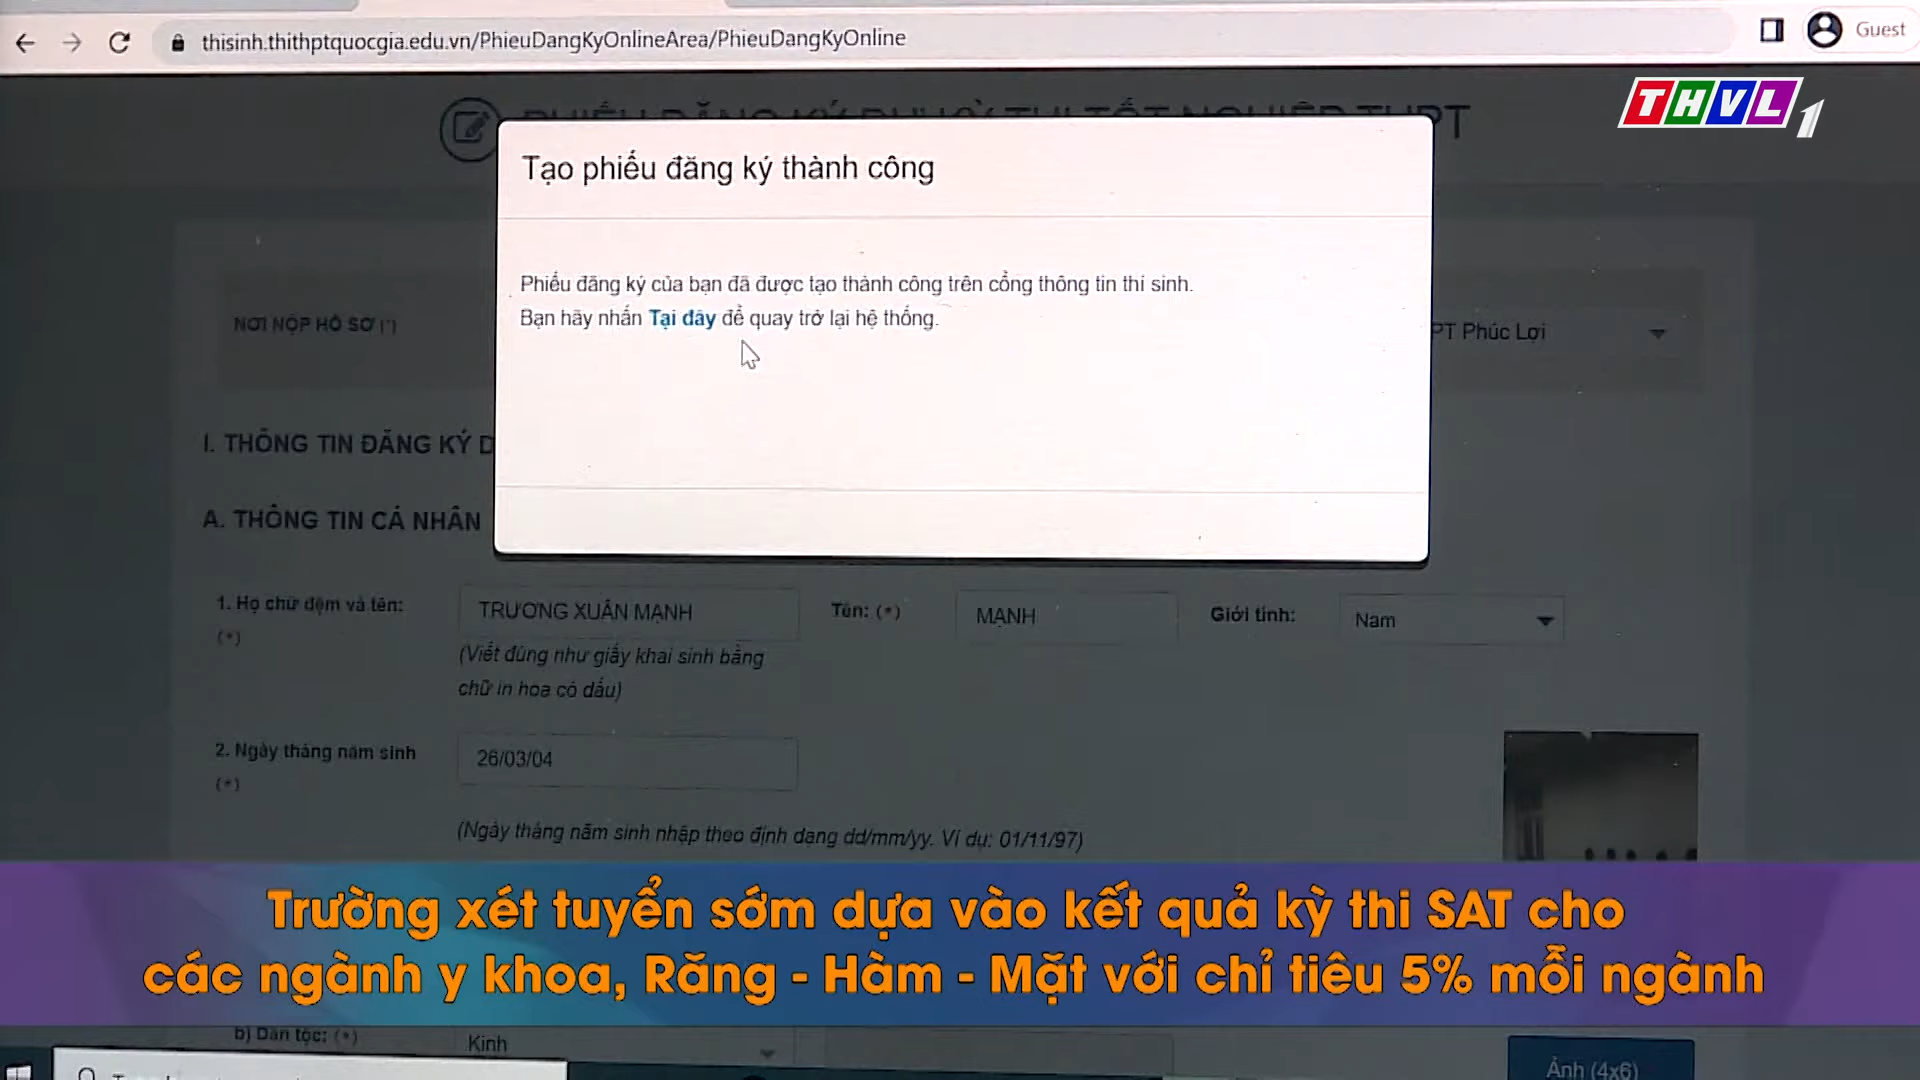 thisinh.thithptquocgia.edu.vn/PhieuDangKyOnlineArea/PhieuDangKyOnline
Guest
THVL1
Tạo phiếu đăng ký thành công
Phiếu đăng ký của bạn đã được tạo thành công trên cổng thông tin thí sinh.
Bạn hãy nhấn Tại đây để quay trở lại hệ thống.
NƠI NỘP HỒ SƠ (*)
PT Phúc Lợi
I. THÔNG TIN ĐĂNG KÝ D
A. THÔNG TIN CÁ NHÂN
1. Họ chữ đệm và tên: (*)
TRƯƠNG XUÂN MẠNH
Tên: (*)
MẠNH
Giới tính:
Nam
(Viết đúng như giấy khai sinh bằng
chữ in hoa có dấu)
2. Ngày tháng năm sinh (*)
26/03/04
(Ngày tháng năm sinh nhập theo định dạng dd/mm/yy. Ví dụ: 01/11/97)
Trường xét tuyển sớm dựa vào kết quả kỳ thi SAT cho
các ngành y khoa, Răng - Hàm - Mặt với chỉ tiêu 5% mỗi ngành
b) Dân tộc: (*)
Kinh
Ảnh (4x6)